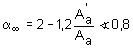 α∞ = 2 − 1,2 A'a/Aa ≮ 0,8